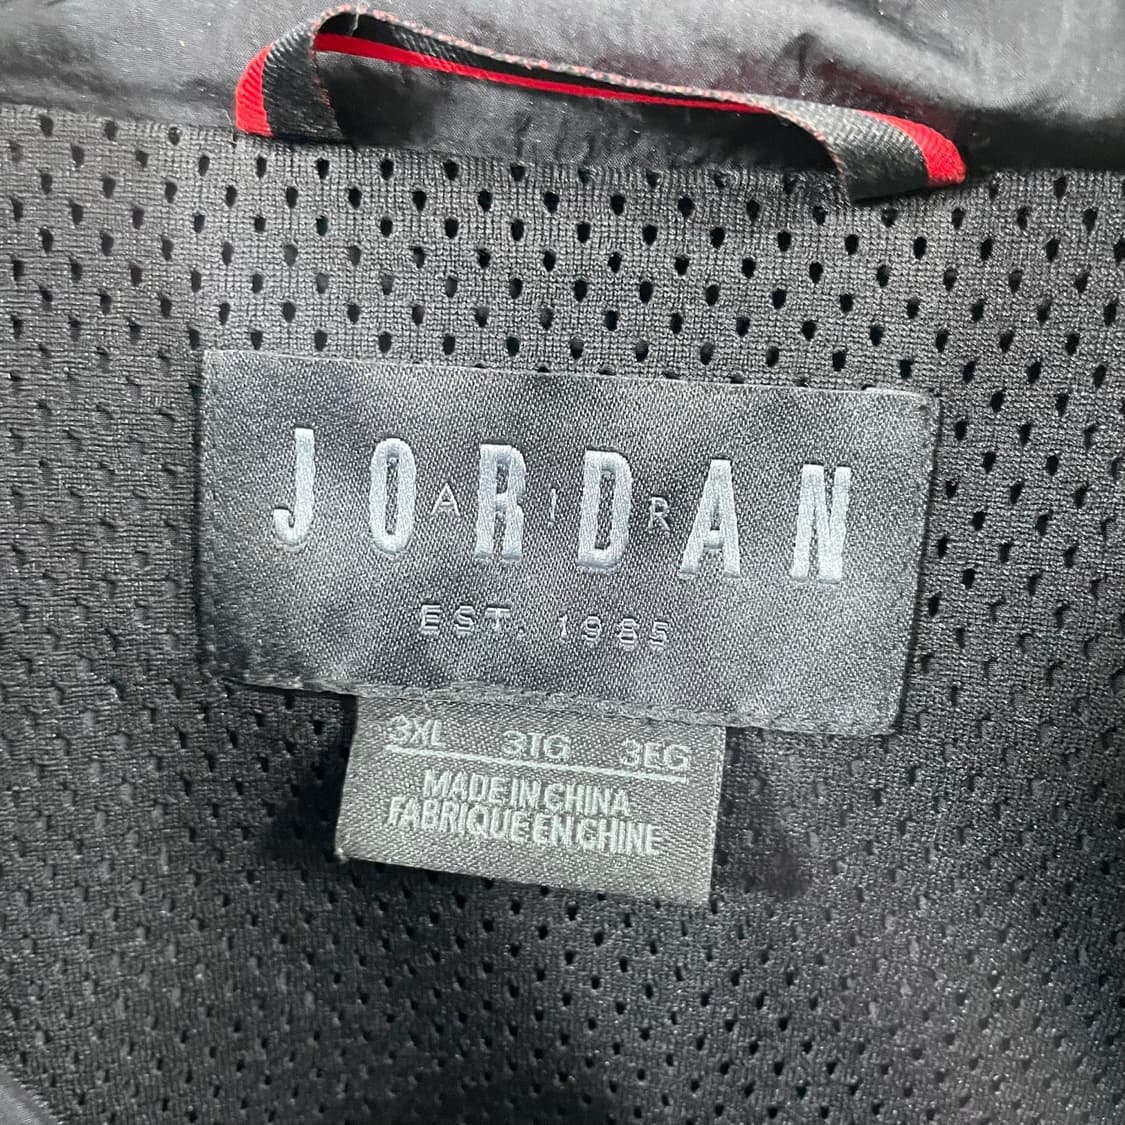 JORDAN
AIR
EST. 1985
3XL 3TG 3EG
MADE IN CHINA
FABRIQUE EN CHINE